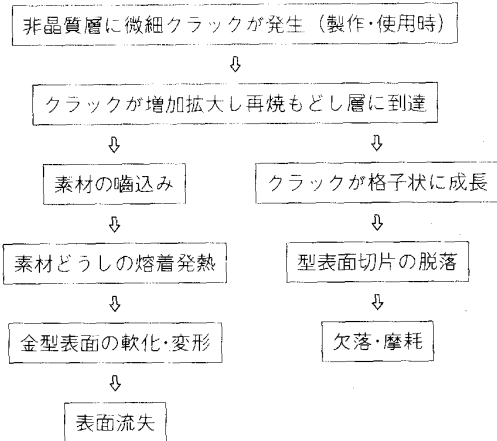 非晶質層に微細クラックが発生（製作・使用時）
クラックが増加拡大し再焼もどし層に到達
素材の嚙込み
クラックが格子状に成長
素材どうしの熔着発熱
型表面切片の脱落
金型表面の軟化・変形
欠落・摩耗
表面流失